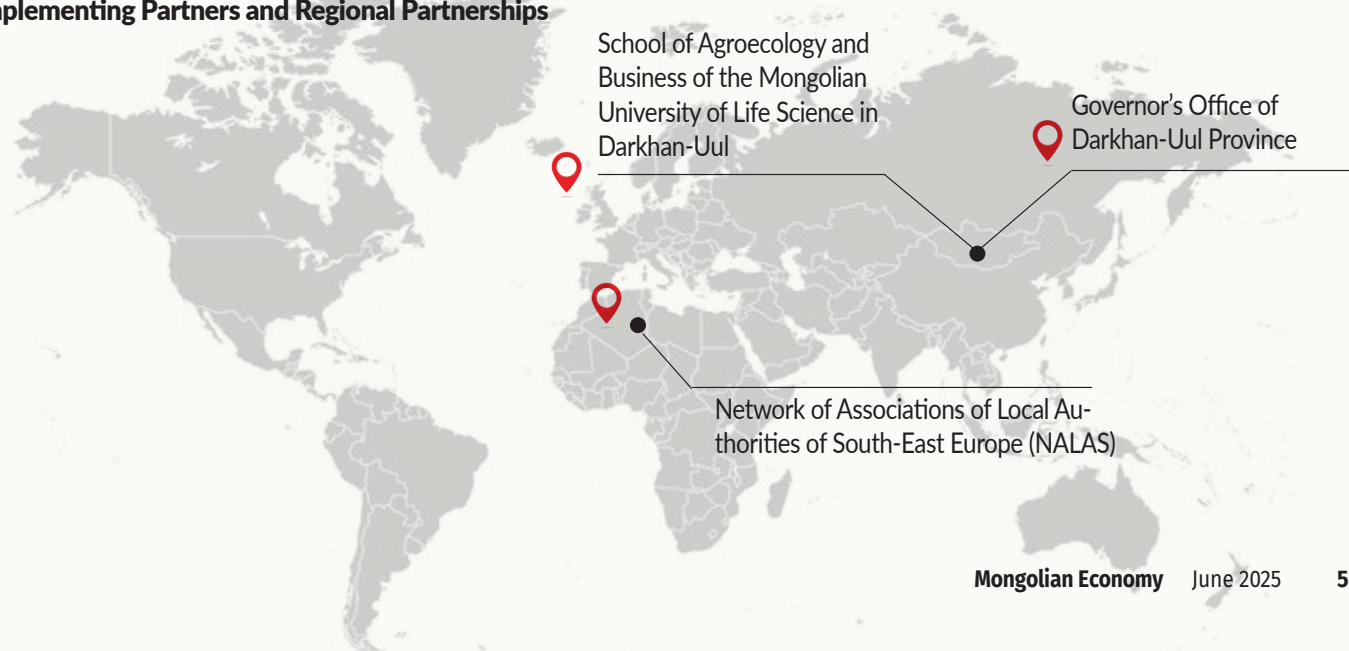 plementing Partners and Regional Partnerships
School of Agroecology and
Business of the Mongolian
University of Life Science in
Darkhan-Uul
Governor's Office of
Darkhan-Uul Province
Network of Associations of Local Au-
thorities of South-East Europe (NALAS)
Mongolian Economy June 2025 5